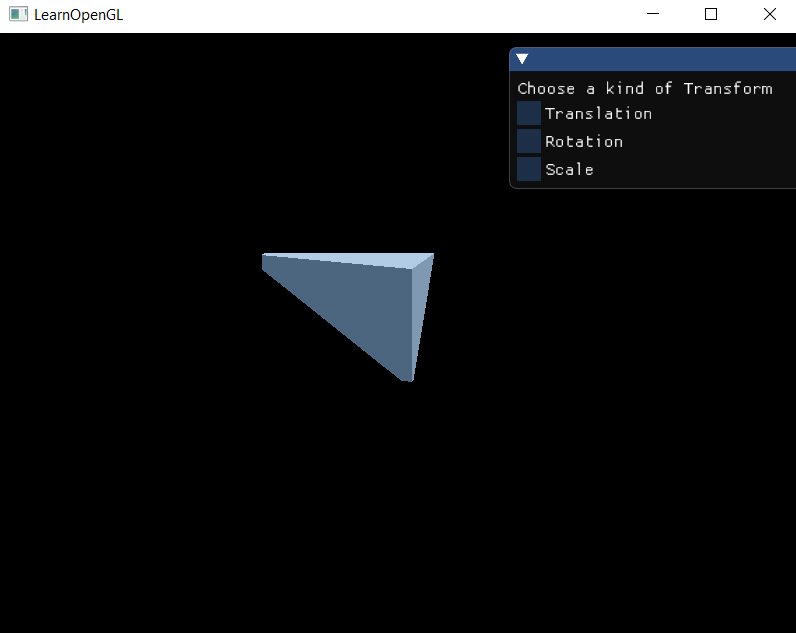 LearnOpenGL
Choose a kind of Transform
Translation
Rotation
Scale